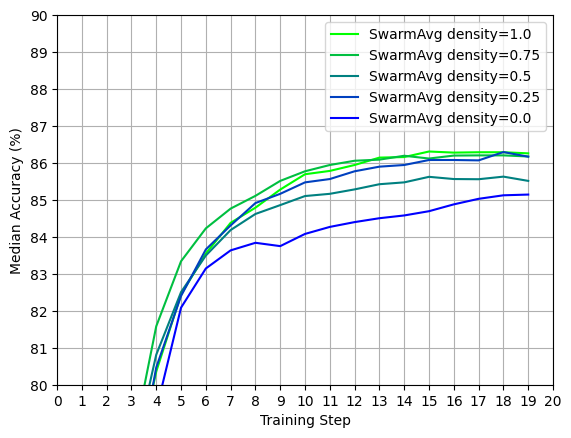 90
89
88
87
86
85
84
83
82
81
80
Median Accuracy (%)
SwarmAvg density=1.0
SwarmAvg density=0.75
SwarmAvg density=0.5
SwarmAvg density=0.25
SwarmAvg density=0.0
0 1 2 3 4 5 6 7 8 9 10 11 12 13 14 15 16 17 18 19 20
Training Step